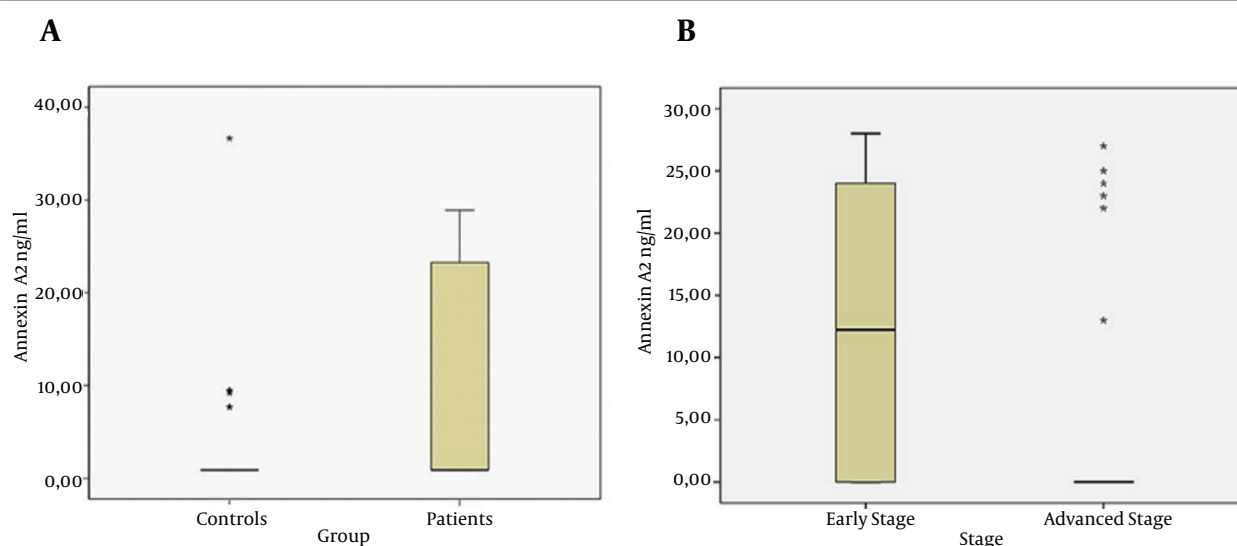 A
40,00
30,00
20,00
10,00
0,00
Annexin A2 ng/ml
Controls
Patients
Group
B
30,00
25,00
20,00
15,00
10,00
5,00
0,00
Annexin A2 ng/ml
Early Stage
Advanced Stage
Stage